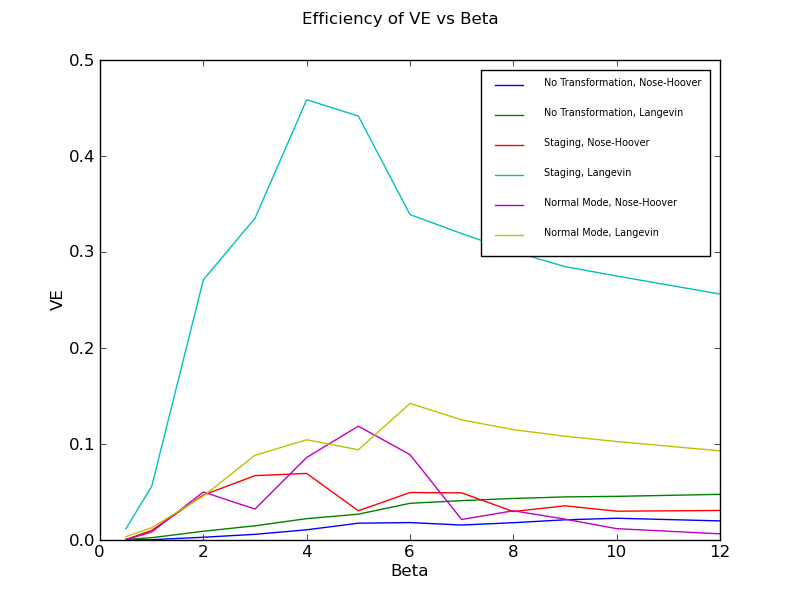 Efficiency of VE vs Beta
0.5
0.4
0.3
0.2
0.1
0.0
VE
No Transformation, Nose-Hoover
No Transformation, Langevin
Staging, Nose-Hoover
Staging, Langevin
Normal Mode, Nose-Hoover
Normal Mode, Langevin
0 2 4 6 8 10 12
Beta